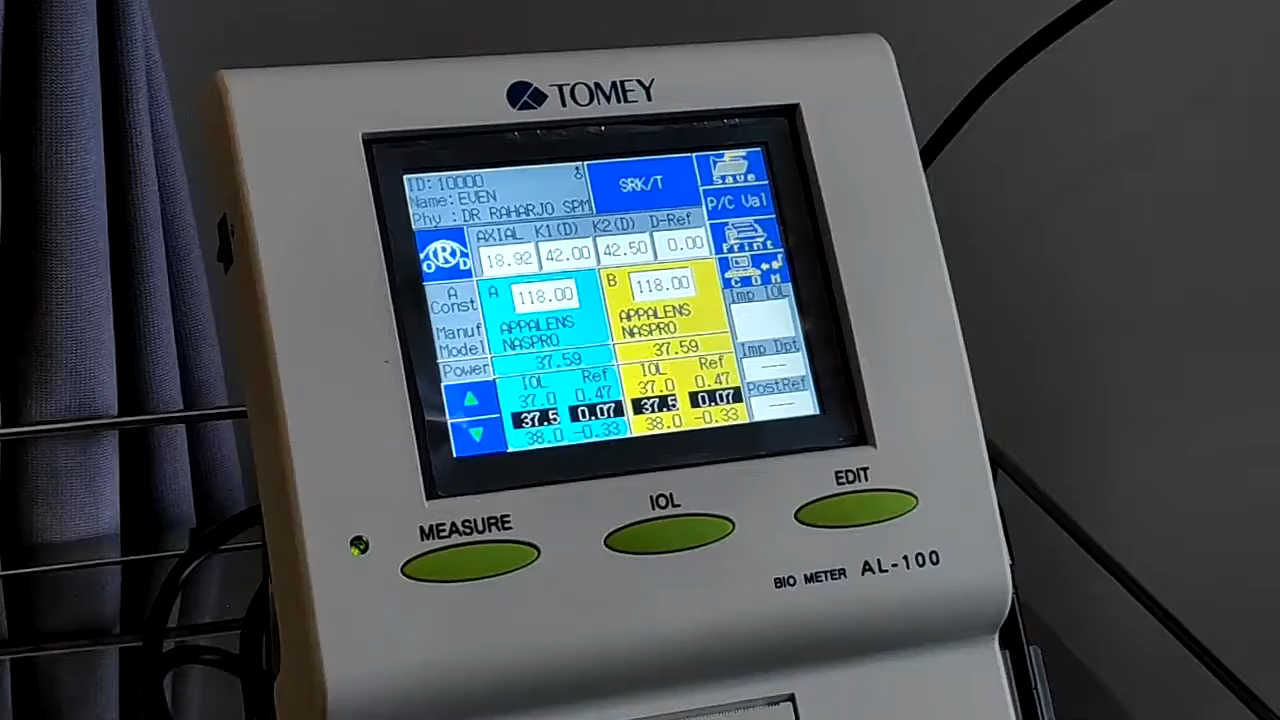 TOMEY
ID:10000
Name:EVEN
Phy :DR RAHARJO SPM
SRK/T
Save
P/C Val
Print
COM
AXIAL K1(D) K2(D) D-Ref
18.92 42.00 42.50 0.00
R
O D
A Const
A 118.00
B 118.00
Manuf
Model
APPALENS
NASPRO
APPALENS
NASPRO
Power
37.59
37.59
IOL Ref
37.0 0.47
37.5 0.07
38.0 -0.33
IOL Ref
37.0 0.47
37.5 0.07
38.0 -0.33
Imp IOL
Imp Dpt
----
PostRef
----
MEASURE
IOL
EDIT
BIO METER AL-100